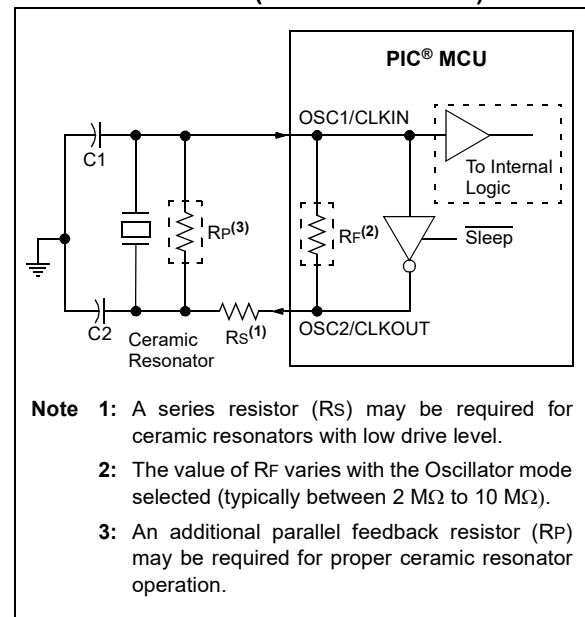 PIC® MCU
OSC1/CLKIN
C1
To Internal
Logic
RP(3)
RF(2)
Sleep
C2
Ceramic
Resonator
RS(1)
OSC2/CLKOUT
Note 1: A series resistor (RS) may be required for
ceramic resonators with low drive level.
2: The value of RF varies with the Oscillator mode
selected (typically between 2 MΩ to 10 MΩ).
3: An additional parallel feedback resistor (RP)
may be required for proper ceramic resonator
operation.